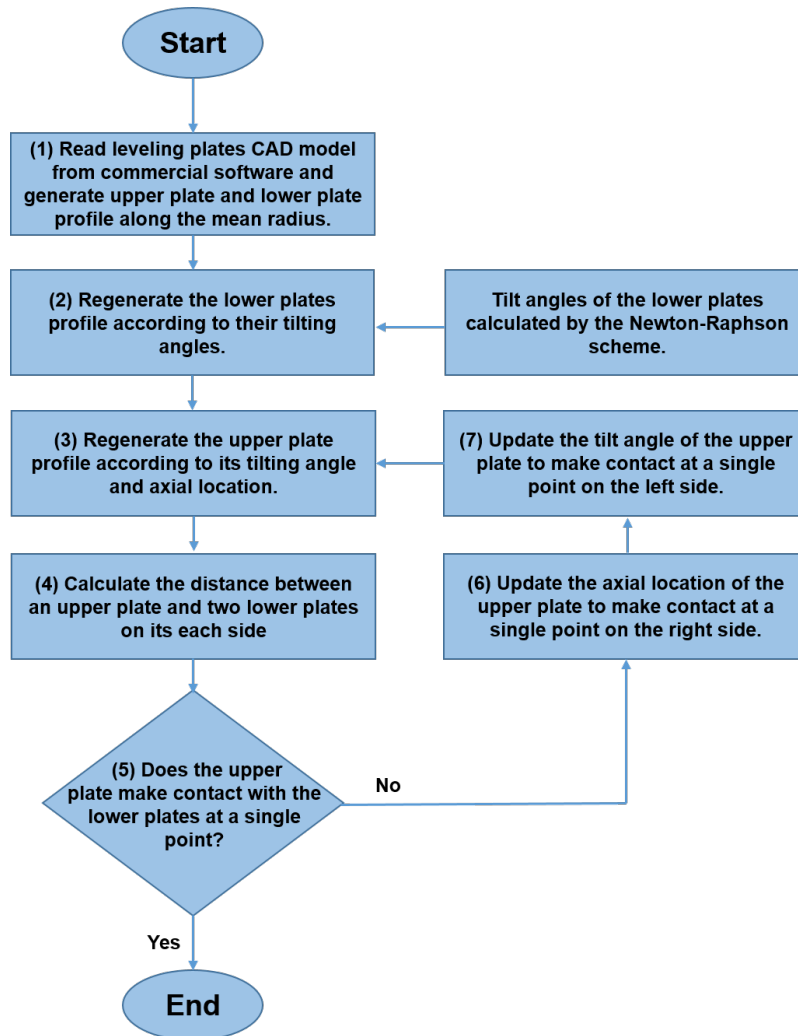 Start
(1) Read leveling plates CAD model
from commercial software and
generate upper plate and lower plate
profile along the mean radius.
(2) Regenerate the lower plates
profile according to their tilting
angles.
Tilt angles of the lower plates
calculated by the Newton-Raphson
scheme.
(3) Regenerate the upper plate
profile according to its tilting angle
and axial location.
(7) Update the tilt angle of the upper
plate to make contact at a single
point on the left side.
(4) Calculate the distance between
an upper plate and two lower plates
on its each side
(6) Update the axial location of the
upper plate to make contact at a
single point on the right side.
(5) Does the upper
plate make contact with the
lower plates at a single
point?
No
Yes
End